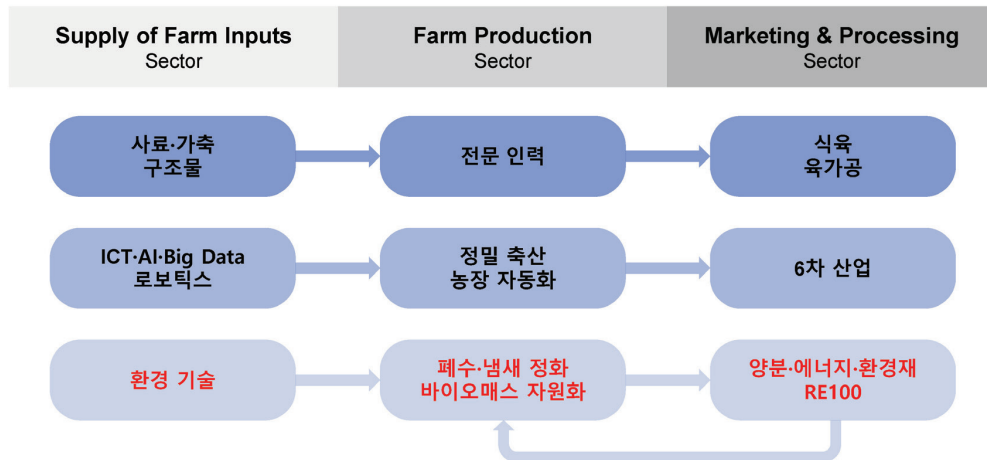 Supply of Farm Inputs
Sector
Farm Production
Sector
Marketing & Processing
Sector
사료·가축
구조물
전문 인력
식육
육가공
ICT·AI·Big Data
로보틱스
정밀 축산
농장 자동화
6차 산업
환경 기술
폐수·냄새 정화
바이오매스 자원화
양분·에너지·환경재
RE100